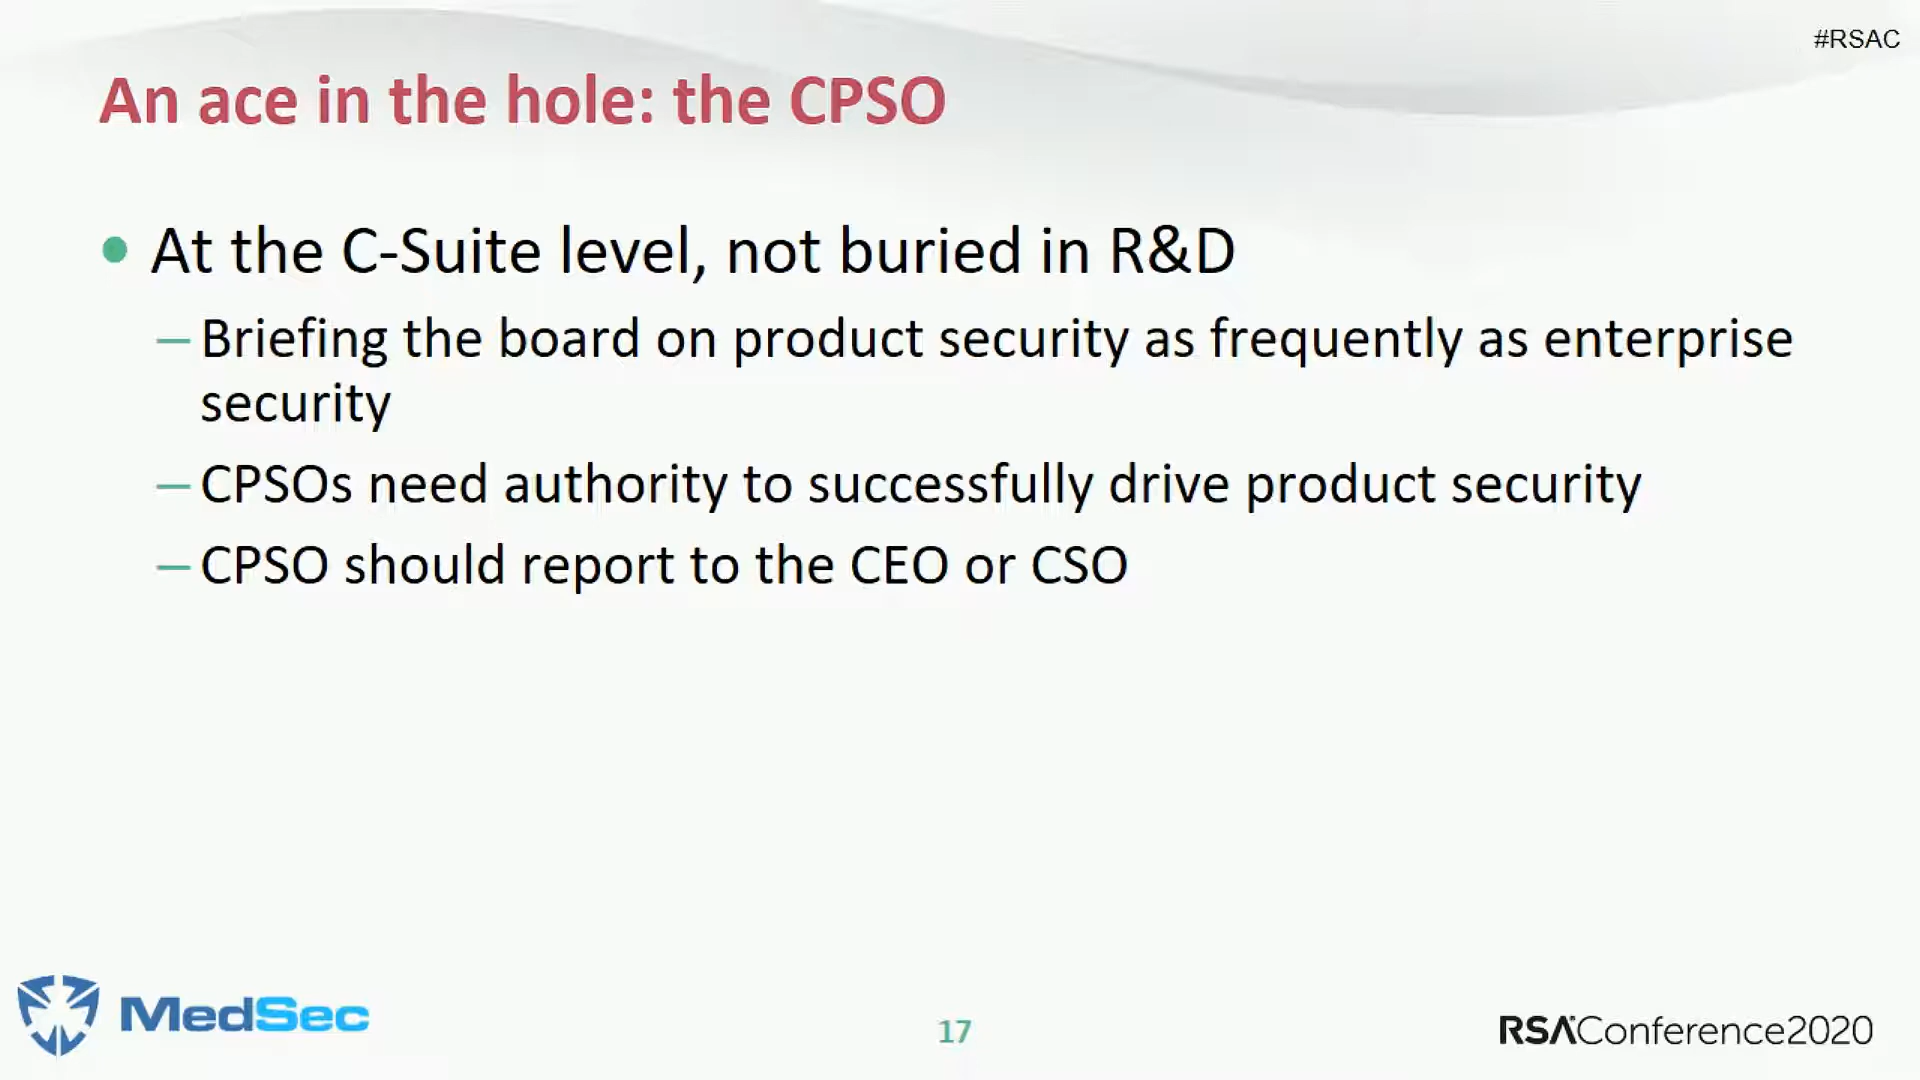 #RSAC
An ace in the hole: the CPSO
• At the C-Suite level, not buried in R&D
– Briefing the board on product security as frequently as enterprise
security
– CPSOs need authority to successfully drive product security
– CPSO should report to the CEO or CSO
MedSec
17
RSAConference2020